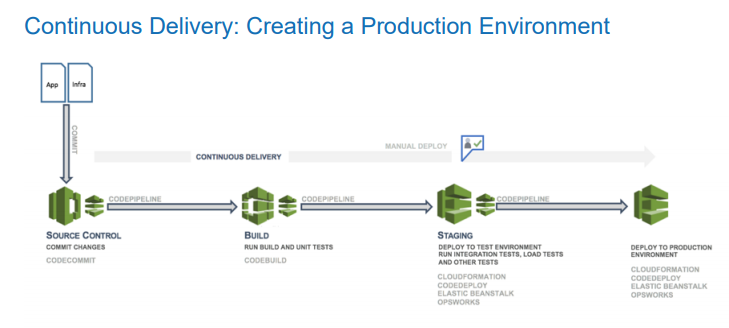 Continuous Delivery: Creating a Production Environment
App
Infra
COMMIT
CONTINUOUS DELIVERY
MANUAL DEPLOY
CODEPIPELINE
CODEPIPELINE
CODEPIPELINE
SOURCE CONTROL
COMMIT CHANGES
CODECOMMIT
BUILD
RUN BUILD AND UNIT TESTS
CODEBUILD
STAGING
DEPLOY TO TEST ENVIRONMENT
RUN INTEGRATION TESTS, LOAD TESTS
AND OTHER TESTS
CLOUDFORMATION
CODEDEPLOY
ELASTIC BEANSTALK
OPSWORKS
DEPLOY TO PRODUCTION
ENVIRONMENT
CLOUDFORMATION
CODEDEPLOY
ELASTIC BEANSTALK
OPSWORKS